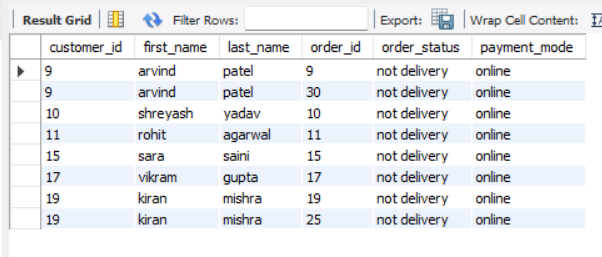 Result Grid Filter Rows: Export: Wrap Cell Content:
customer_id first_name last_name order_id order_status payment_mode
9 arvind patel 9 not delivery online
9 arvind patel 30 not delivery online
10 shreyash yadav 10 not delivery online
11 rohit agarwal 11 not delivery online
15 sara saini 15 not delivery online
17 vikram gupta 17 not delivery online
19 kiran mishra 19 not delivery online
19 kiran mishra 25 not delivery online